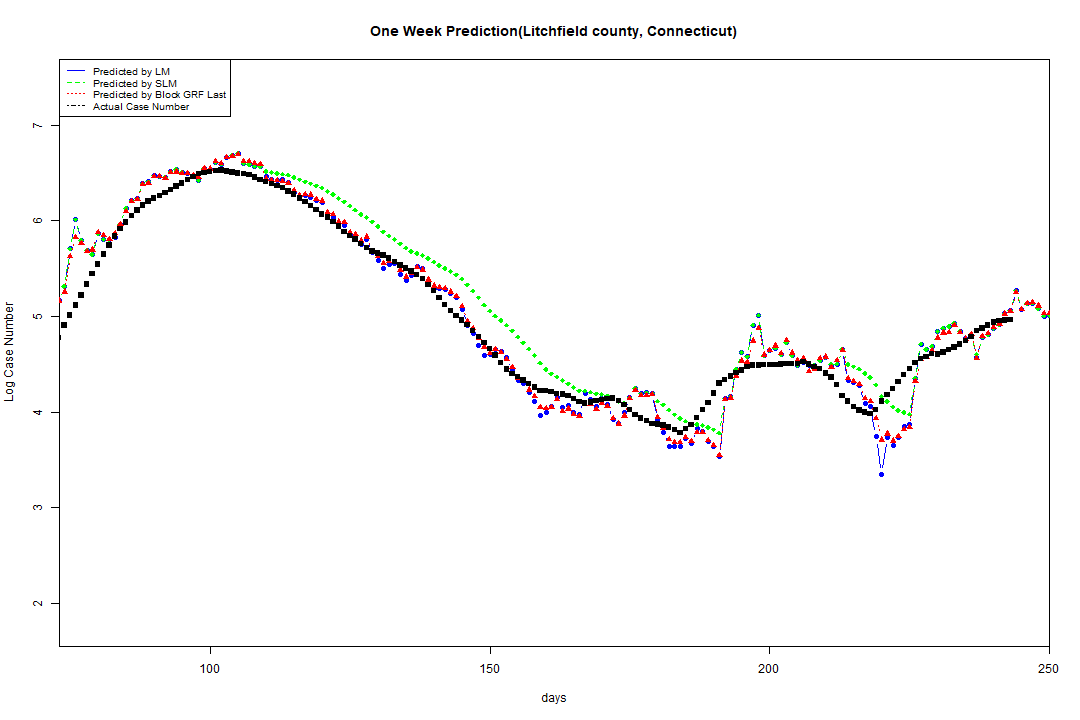 One Week Prediction(Litchfield county, Connecticut)
Predicted by LM
Predicted by SLM
Predicted by Block GRF Last
Actual Case Number
7
6
5
4
3
2
Log Case Number
100
150
200
250
days